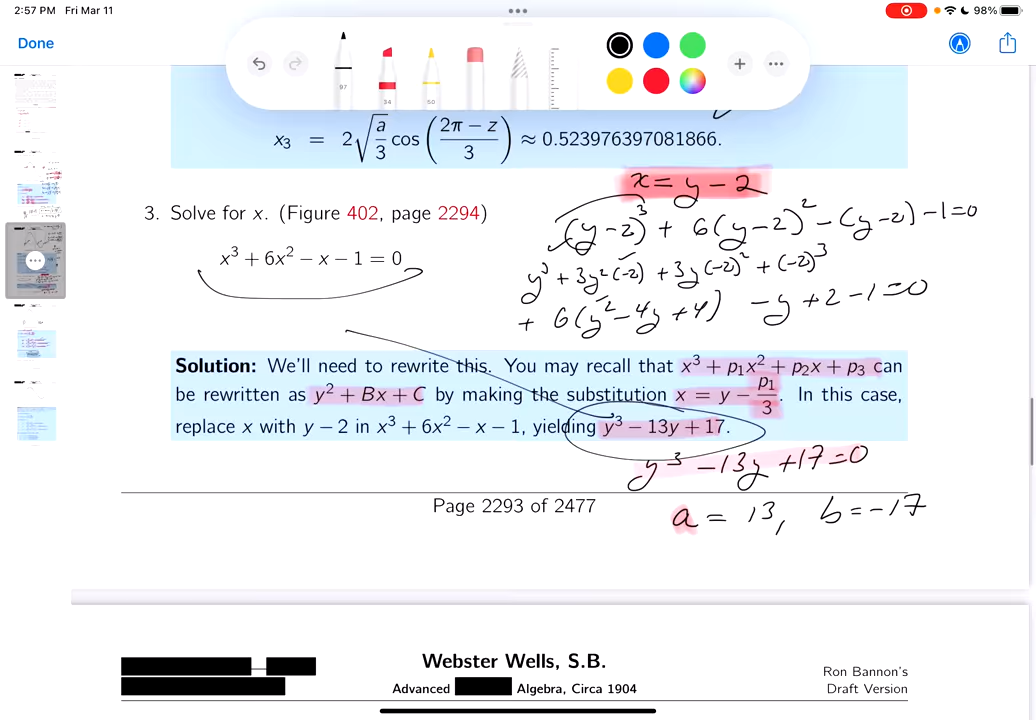 2:57 PM Fri Mar 11
98%
Done
97
34
50
x₃ = 2√(a/3) cos((2π − z)/3) ≈ 0.523976397081866.
x = y − 2
3. Solve for x. (Figure 402, page 2294)
(y−2)³ + 6(y−2)² −(y−2) −1=0
x³ + 6x² − x − 1 = 0
y³ + 3y²(−2) + 3y(−2)² + (−2)³
+ 6(y² − 4y + 4) − y + 2 − 1 = 0
Solution: We'll need to rewrite this. You may recall that x³ + p₁x² + p₂x + p₃ can
be rewritten as y² + Bx + C by making the substitution x = y − p₁/3. In this case,
replace x with y − 2 in x³ + 6x² − x − 1, yielding y³ − 13y + 17.
y³ − 13y + 17 = 0
Page 2293 of 2477
a = 13, b = −17
Webster Wells, S.B.
Ron Bannon's
Advanced Algebra, Circa 1904
Draft Version